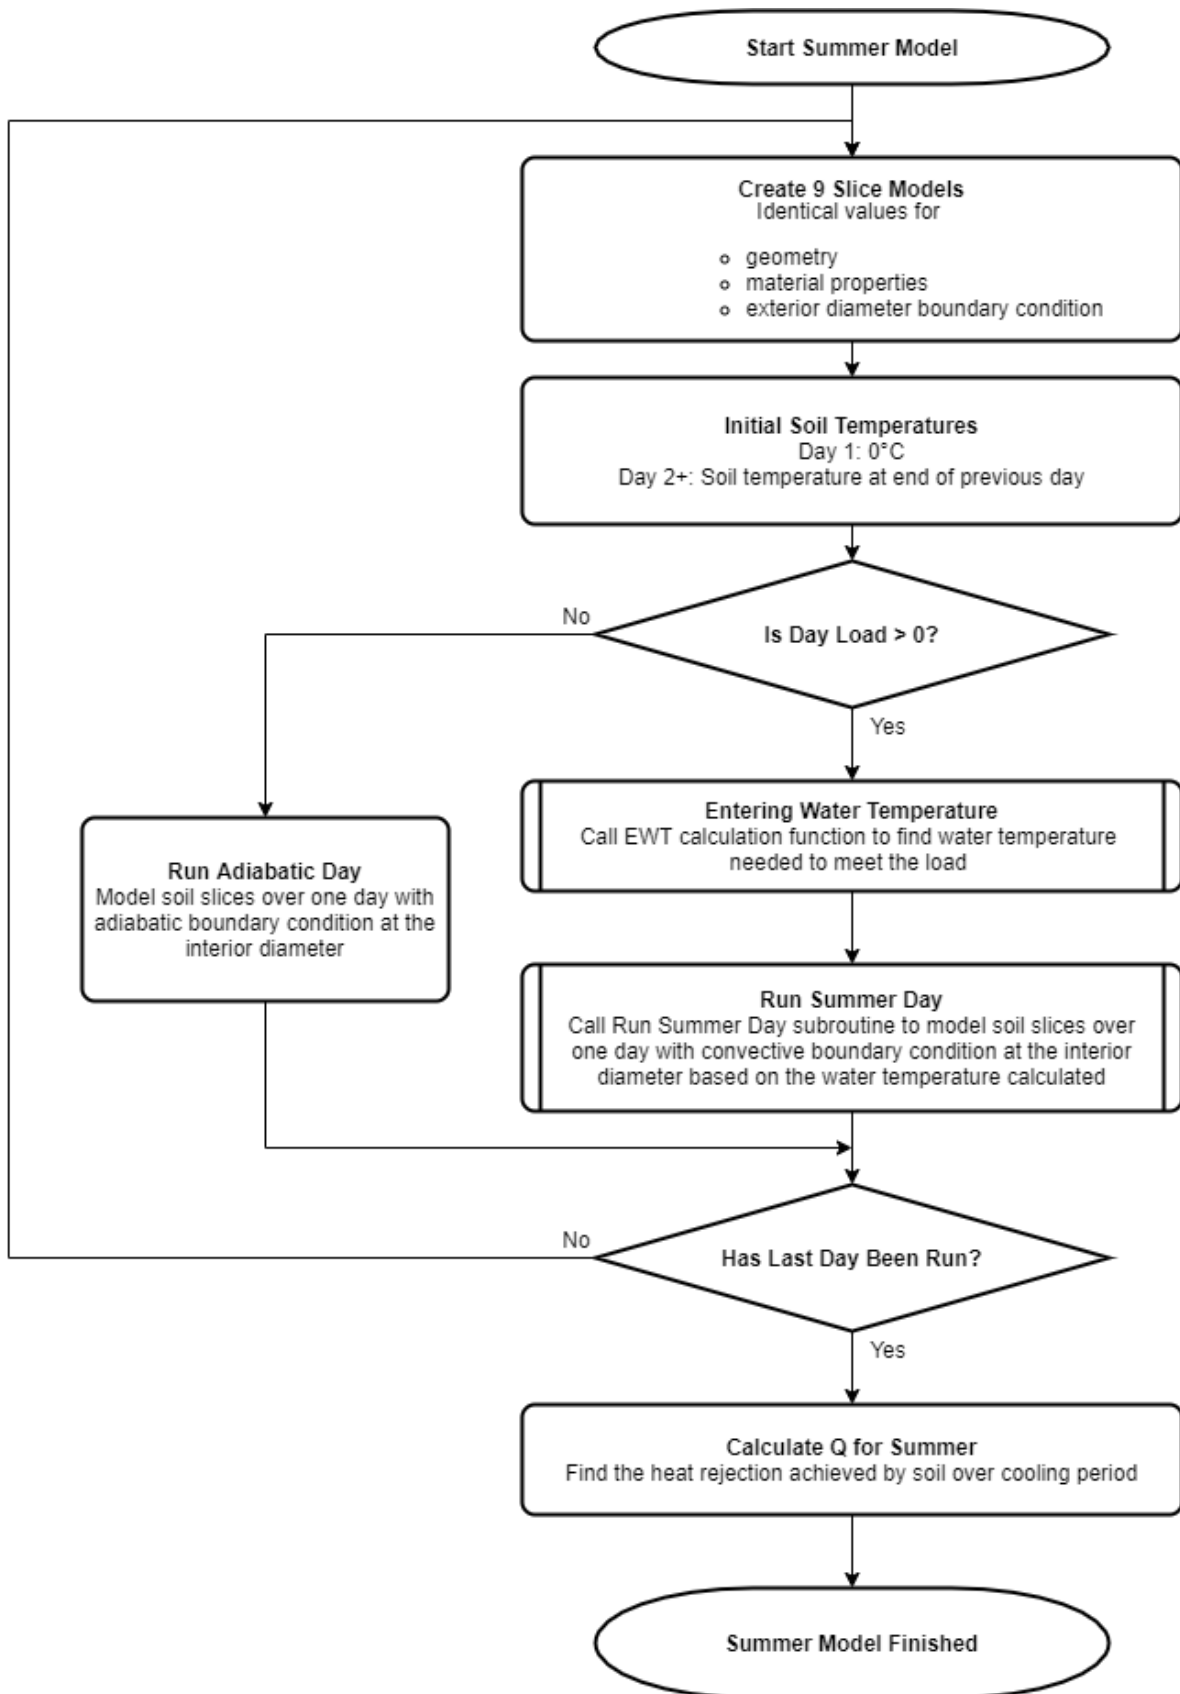 Start Summer Model
Create 9 Slice Models
Identical values for
geometry
material properties
exterior diameter boundary condition
Initial Soil Temperatures
Day 1: 0°C
Day 2+: Soil temperature at end of previous day
No
Is Day Load > 0?
Yes
Entering Water Temperature
Call EWT calculation function to find water temperature
needed to meet the load
Run Adiabatic Day
Model soil slices over one day with
adiabatic boundary condition at the
interior diameter
Run Summer Day
Call Run Summer Day subroutine to model soil slices over
one day with convective boundary condition at the interior
diameter based on the water temperature calculated
No
Has Last Day Been Run?
Yes
Calculate Q for Summer
Find the heat rejection achieved by soil over cooling period
Summer Model Finished